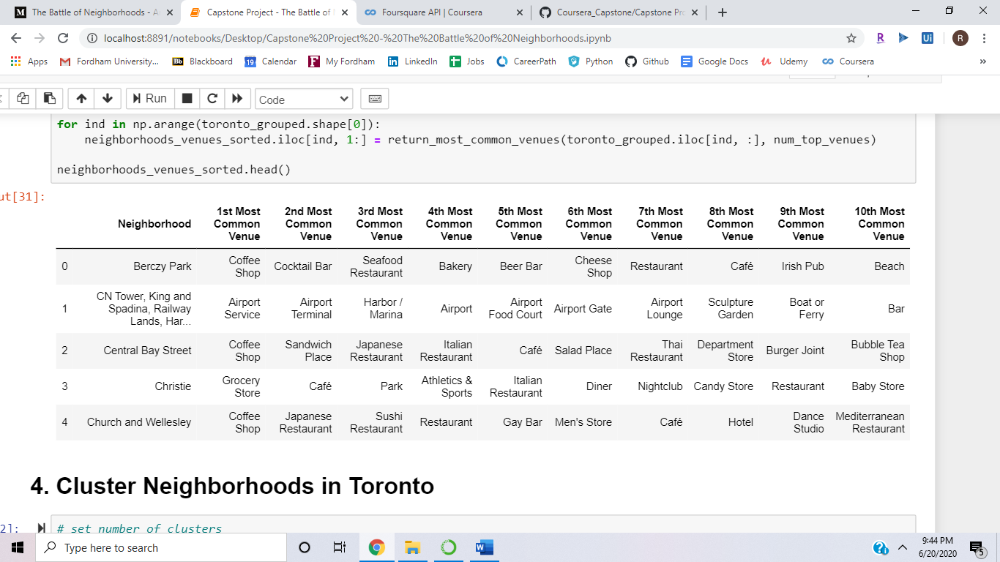 The Battle of Neighborhoods - A
Capstone Project - The Battle of
Foursquare API | Coursera
Coursera_Capstone/Capstone Pr
localhost:8891/notebooks/Desktop/Capstone%20Project%20-%20The%20Battle%20of%20Neighborhoods.ipynb
R
Ui
R
Apps
Fordham University...
Bb Blackboard
19 Calendar
F My Fordham
in LinkedIn
Jobs
CareerPath
Python
Github
Google Docs
Udemy
Coursera
»
Run
Code
for ind in np.arange(toronto_grouped.shape[0]):
    neighborhoods_venues_sorted.iloc[ind, 1:] = return_most_common_venues(toronto_grouped.iloc[ind, :], num_top_venues)
neighborhoods_venues_sorted.head()
ut[31]:
Neighborhood 1st Most Common Venue 2nd Most Common Venue 3rd Most Common Venue 4th Most Common Venue 5th Most Common Venue 6th Most Common Venue 7th Most Common Venue 8th Most Common Venue 9th Most Common Venue 10th Most Common Venue
0 Berczy Park Coffee Shop Cocktail Bar Seafood Restaurant Bakery Beer Bar Cheese Shop Restaurant Café Irish Pub Beach
1 CN Tower, King and Spadina, Railway Lands, Har... Airport Service Airport Terminal Harbor / Marina Airport Airport Food Court Airport Gate Airport Lounge Sculpture Garden Boat or Ferry Bar
2 Central Bay Street Coffee Shop Sandwich Place Japanese Restaurant Italian Restaurant Café Salad Place Thai Restaurant Department Store Burger Joint Bubble Tea Shop
3 Christie Grocery Store Café Park Athletics & Sports Italian Restaurant Diner Nightclub Candy Store Restaurant Baby Store
4 Church and Wellesley Coffee Shop Japanese Restaurant Sushi Restaurant Restaurant Gay Bar Men's Store Café Hotel Dance Studio Mediterranean Restaurant
4. Cluster Neighborhoods in Toronto
2]:
# set number of clusters
Type here to search
9:44 PM
6/20/2020
5